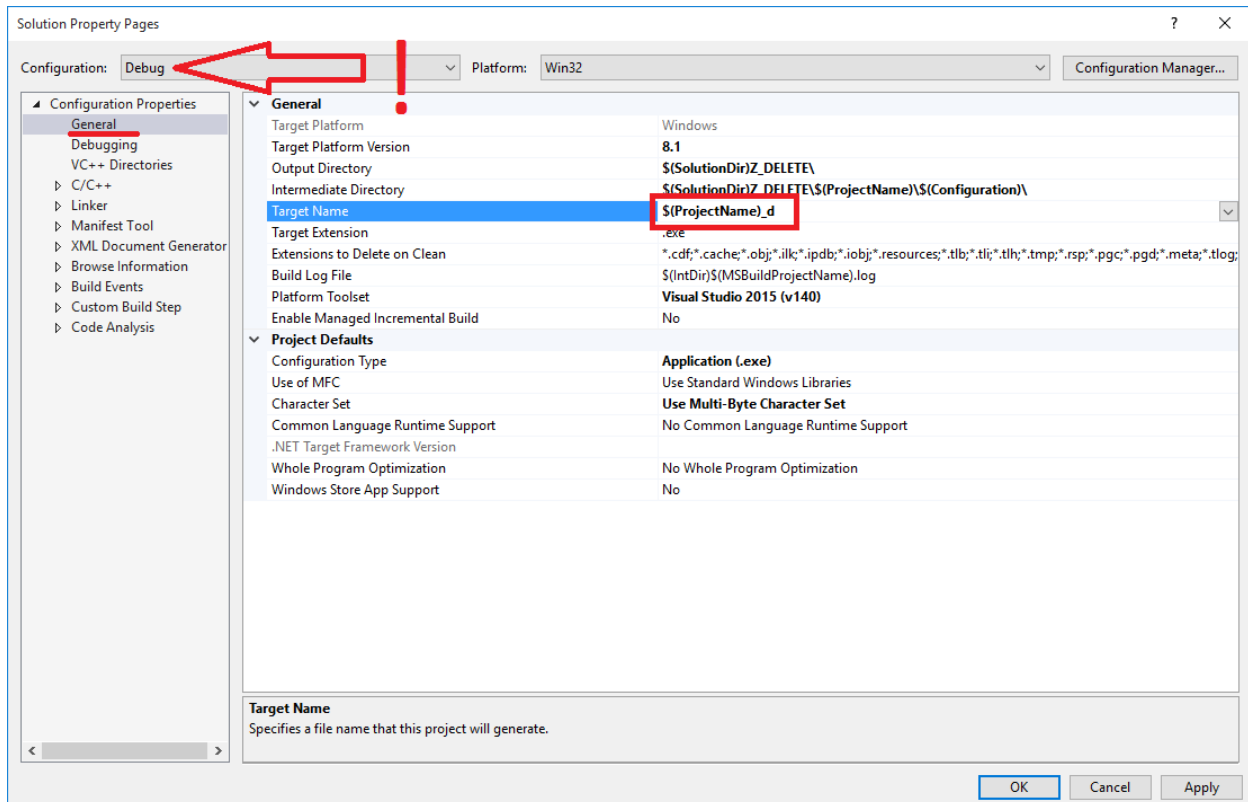 Solution Property Pages ? ×
Configuration: Debug ! Platform: Win32 Configuration Manager...
Configuration Properties
General
Debugging
VC++ Directories
C/C++
Linker
Manifest Tool
XML Document Generator
Browse Information
Build Events
Custom Build Step
Code Analysis
General
Target Platform Windows
Target Platform Version 8.1
Output Directory $(SolutionDir)Z_DELETE\
Intermediate Directory $(SolutionDir)Z_DELETE\$(ProjectName)\$(Configuration)\
Target Name $(ProjectName)_d
Target Extension .exe
Extensions to Delete on Clean *.cdf;*.cache;*.obj;*.ilk;*.ipdb;*.iobj;*.resources;*.tlb;*.tli;*.tlh;*.tmp;*.rsp;*.pgc;*.pgd;*.meta;*.tlog;
Build Log File $(IntDir)$(MSBuildProjectName).log
Platform Toolset Visual Studio 2015 (v140)
Enable Managed Incremental Build No
Project Defaults
Configuration Type Application (.exe)
Use of MFC Use Standard Windows Libraries
Character Set Use Multi-Byte Character Set
Common Language Runtime Support No Common Language Runtime Support
.NET Target Framework Version
Whole Program Optimization No Whole Program Optimization
Windows Store App Support No
Target Name
Specifies a file name that this project will generate.
OK Cancel Apply